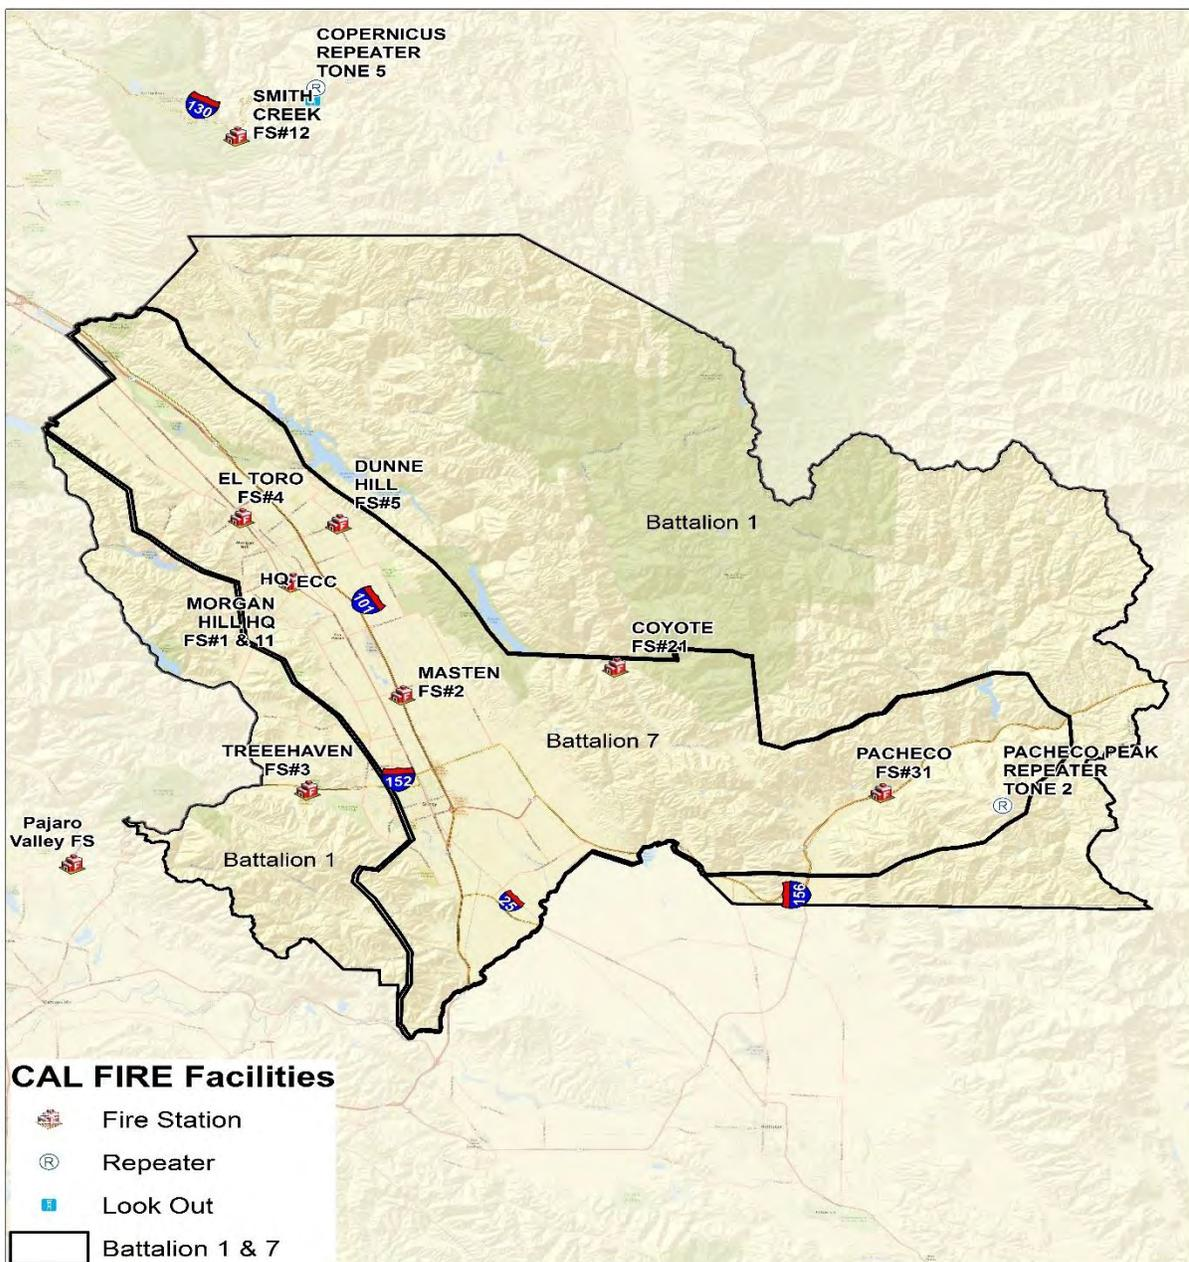 COPERNICUS
REPEATER
TONE 5
130
SMITH
CREEK
FS#12
EL TORO
FS#4
DUNNE
HILL
FS#5
Battalion 1
HQ ECC
101
MORGAN
HILL HQ
FS#1 & 11
COYOTE
FS#21
MASTEN
FS#2
Battalion 7
TREEEHAVEN
FS#3
152
PACHECO
FS#31
PACHECO PEAK
REPEATER
TONE 2
Pajaro
Valley FS
Battalion 1
25
156
CAL FIRE Facilities
Fire Station
R Repeater
Look Out
Battalion 1 & 7